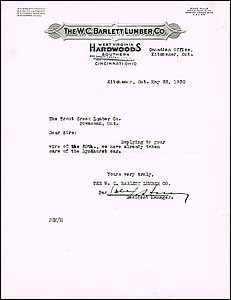 THE W.C. BARLETT LUMBER CO.
WEST VIRGINIA
HARDWOODS
SOUTHERN
CINCINNATI, OHIO
Canadian Office,
Kitchener, Ont.
Kitchener, Ont. May 22, 1930
The Trout Creek Lumber Co.
Powassan, Ont.
Dear Sirs:
Replying to your
wire of the 20th., we have already taken
care of the Lyndhurst car.
Yours very truly,
THE W. C. BARLETT LUMBER CO.
Per
Resident Manager.